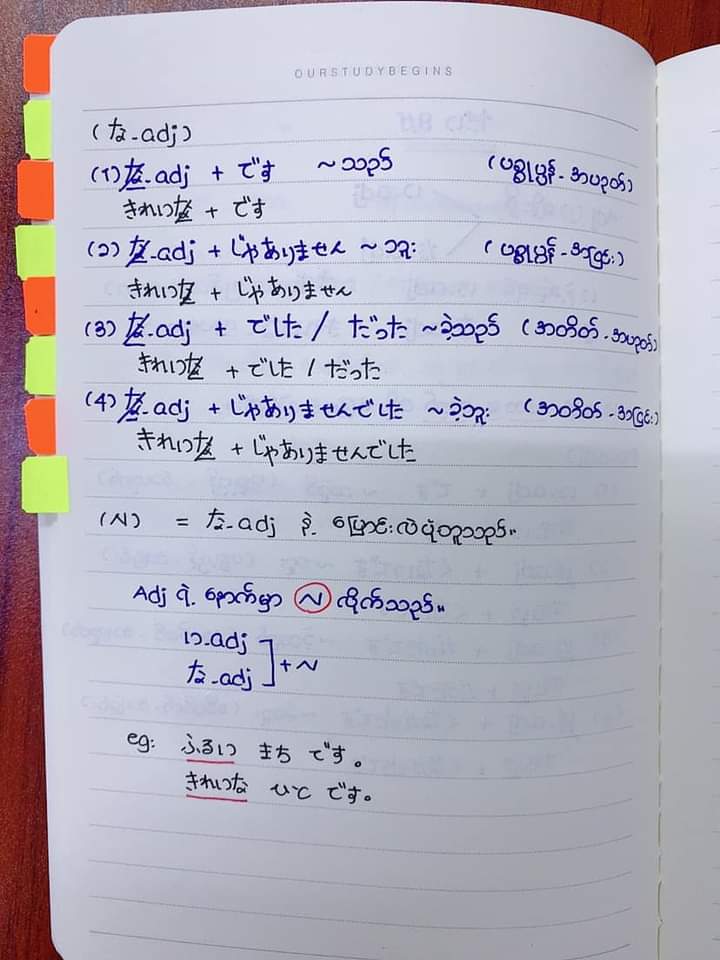 OURSTUDYBEGINS
(な-adj)
(1) な-adj + です ~သည် (ပစ္စုပ္ပန်-အပြုတ်)
きれいな + です
(2) な-adj + じゃありません ~ဘူး (ပစ္စုပ္ပန်-အငြင်း)
きれいな + じゃありません
(3) な-adj + でした / だった ~ခဲ့သည် (အတိတ်-အပြုတ်)
きれいな + でした / だった
(4) な-adj + じゃありませんでした ~ခဲ့ဘူး (အတိတ်-အငြင်း)
きれいな + じゃありませんでした
(N) = な-adj နဲ့ ပြောင်းလဲပုံတူသည်။
Adj ရဲ့ နောက်မှာ N လိုက်သည်။
い-adj
な-adj ] + N
eg: ふるい まち です。
きれいな ひと です。